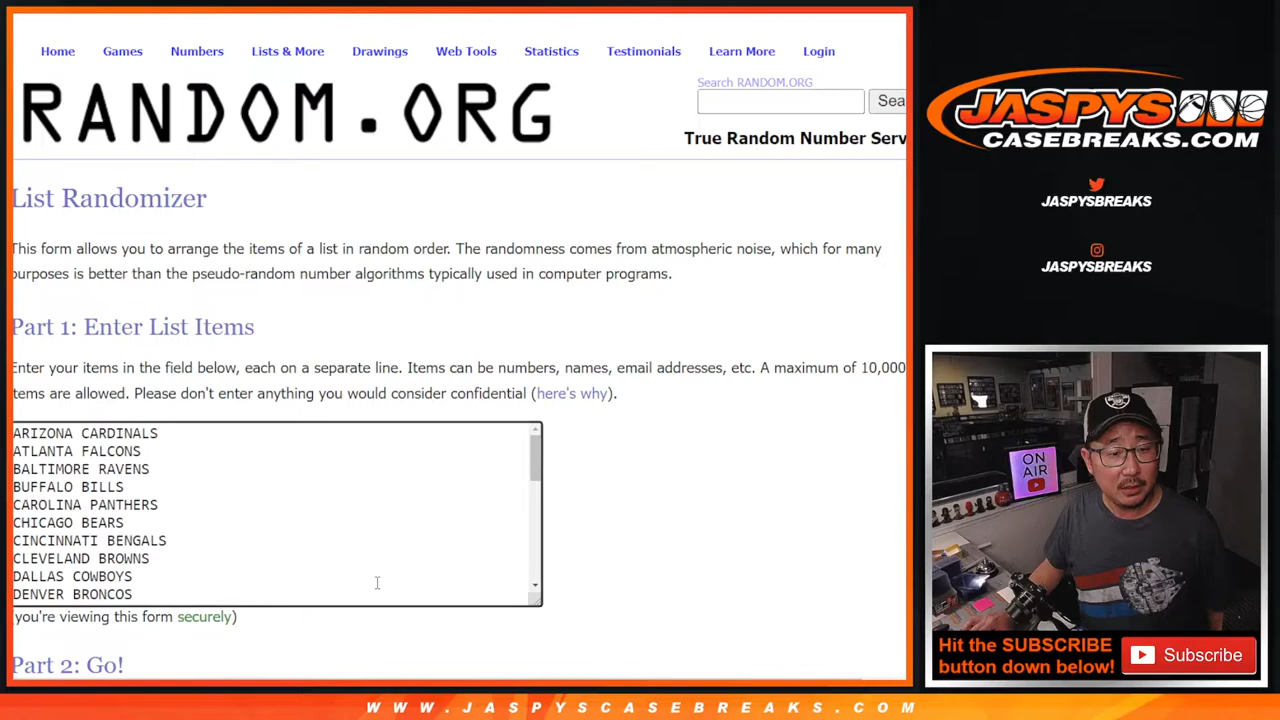 Home Games Numbers Lists & More Drawings Web Tools Statistics Testimonials Learn More Login
RANDOM.ORG
Search RANDOM.ORG
Sea
True Random Number Serv
List Randomizer
This form allows you to arrange the items of a list in random order. The randomness comes from atmospheric noise, which for many
purposes is better than the pseudo-random number algorithms typically used in computer programs.
Part 1: Enter List Items
Enter your items in the field below, each on a separate line. Items can be numbers, names, email addresses, etc. A maximum of 10,000
items are allowed. Please don't enter anything you would consider confidential (here's why).
ARIZONA CARDINALS
ATLANTA FALCONS
BALTIMORE RAVENS
BUFFALO BILLS
CAROLINA PANTHERS
CHICAGO BEARS
CINCINNATI BENGALS
CLEVELAND BROWNS
DALLAS COWBOYS
DENVER BRONCOS
(you're viewing this form securely)
Part 2: Go!
JASPYS
CASEBREAKS.COM
JASPYSBREAKS
JASPYSBREAKS
ON
AIR
Hit the SUBSCRIBE
button down below!
Subscribe
WWW.JASPYSCASEBREAKS.COM